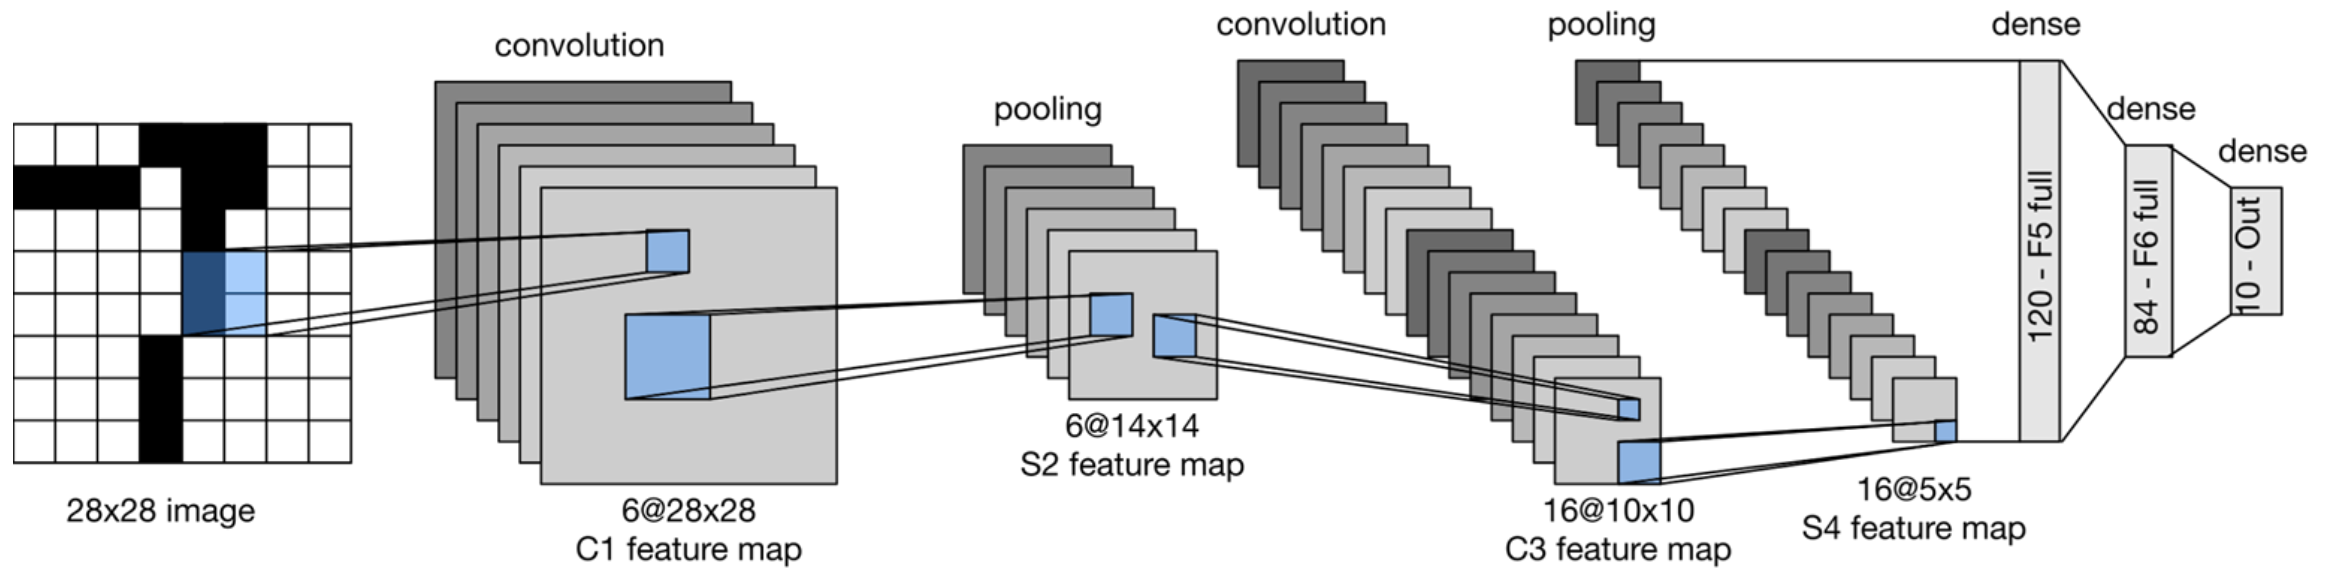 convolution
pooling
convolution
pooling
dense
dense
dense
28x28 image
6@28x28
C1 feature map
6@14x14
S2 feature map
16@10x10
C3 feature map
16@5x5
S4 feature map
120 - F5 full
84 - F6 full
10 - Out